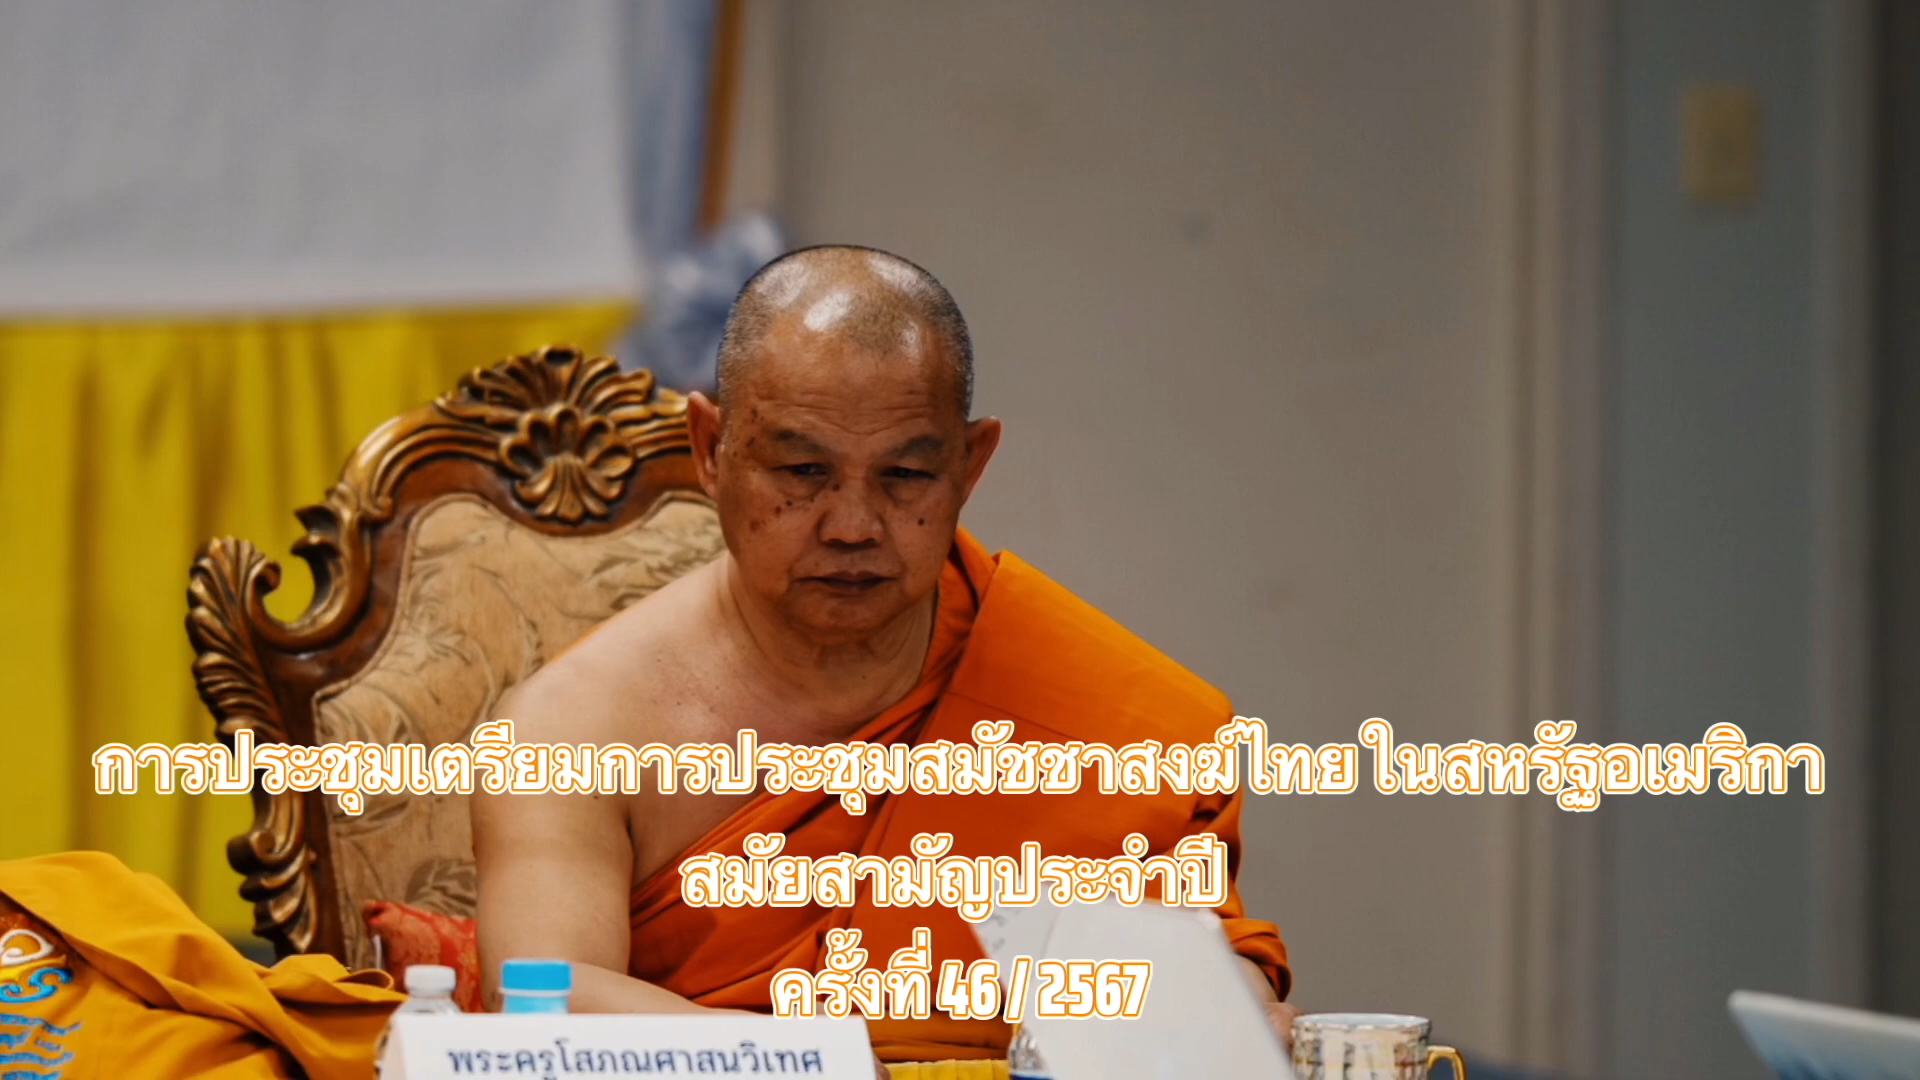 การประชุมเตรียมการประชุมสมัชชาสงฆ์ไทย ในสหรัฐอเมริกา
สมัยสามัญประจำปี
ครั้งที่ 46 / 2567
พระครูโสภณศาสนวิเทศ